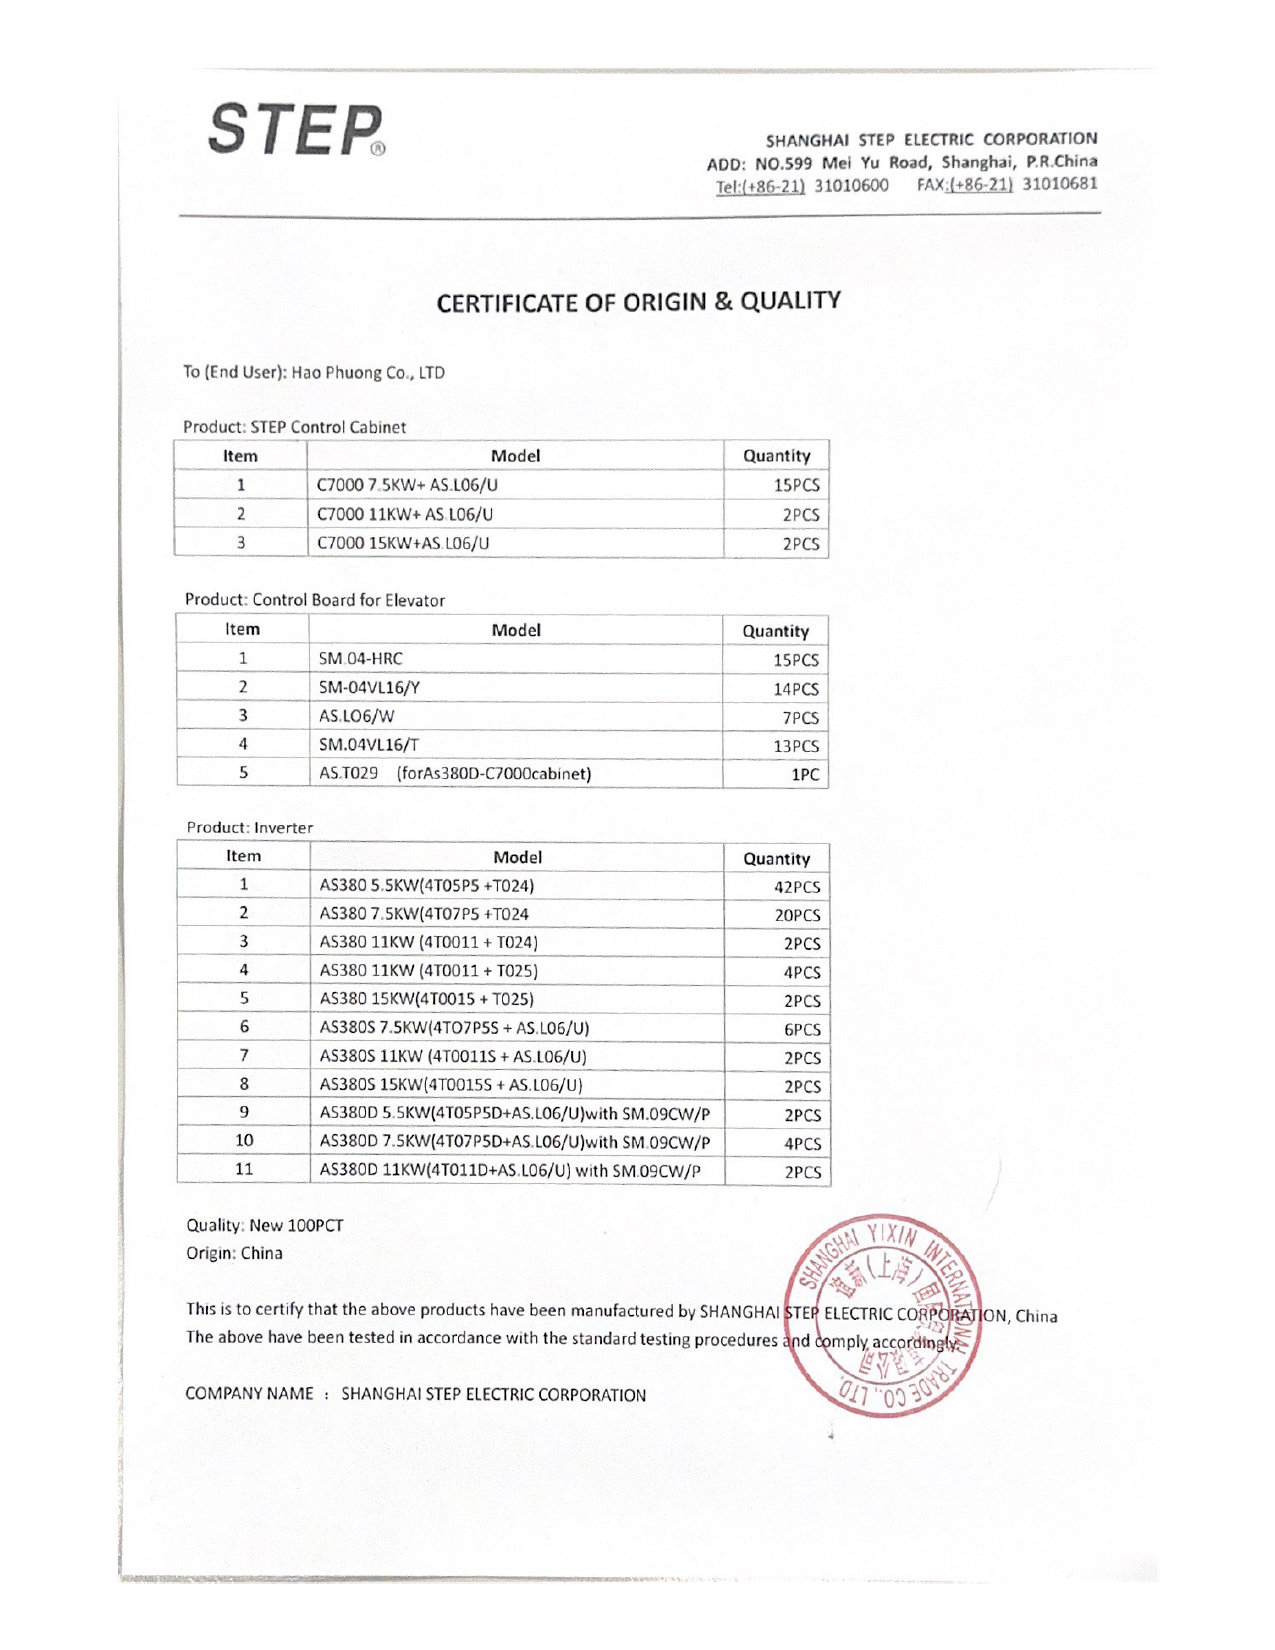 STEP®
SHANGHAI STEP ELECTRIC CORPORATION
ADD: NO.599 Mei Yu Road, Shanghai, P.R.China
Tel:(+86-21) 31010600 FAX:(+86-21) 31010681
CERTIFICATE OF ORIGIN & QUALITY
To (End User): Hao Phuong Co., LTD
Product: STEP Control Cabinet
Item Model Quantity
1 C7000 7.5KW+ AS.L06/U 15PCS
2 C7000 11KW+ AS.L06/U 2PCS
3 C7000 15KW+AS.L06/U 2PCS
Product: Control Board for Elevator
Item Model Quantity
1 SM.04-HRC 15PCS
2 SM-04VL16/Y 14PCS
3 AS.LO6/W 7PCS
4 SM.04VL16/T 13PCS
5 AS.T029 (forAs380D-C7000cabinet) 1PC
Product: Inverter
Item Model Quantity
1 AS380 5.5KW(4T05P5 +T024) 42PCS
2 AS380 7.5KW(4T07P5 +T024 20PCS
3 AS380 11KW (4T0011 + T024) 2PCS
4 AS380 11KW (4T0011 + T025) 4PCS
5 AS380 15KW(4T0015 + T025) 2PCS
6 AS380S 7.5KW(4TO7P5S + AS.L06/U) 6PCS
7 AS380S 11KW (4T0011S + AS.L06/U) 2PCS
8 AS380S 15KW(4T0015S + AS.L06/U) 2PCS
9 AS380D 5.5KW(4T05P5D+AS.L06/U)with SM.09CW/P 2PCS
10 AS380D 7.5KW(4T07P5D+AS.L06/U)with SM.09CW/P 4PCS
11 AS380D 11KW(4T011D+AS.L06/U) with SM.09CW/P 2PCS
Quality: New 100PCT
Origin: China
This is to certify that the above products have been manufactured by SHANGHAI STEP ELECTRIC CORPORATION, China
The above have been tested in accordance with the standard testing procedures and comply accordingly.
COMPANY NAME : SHANGHAI STEP ELECTRIC CORPORATION
SHANGHAI YIXIN INTERNATIONAL TRADE CO., LTD.
(上海)